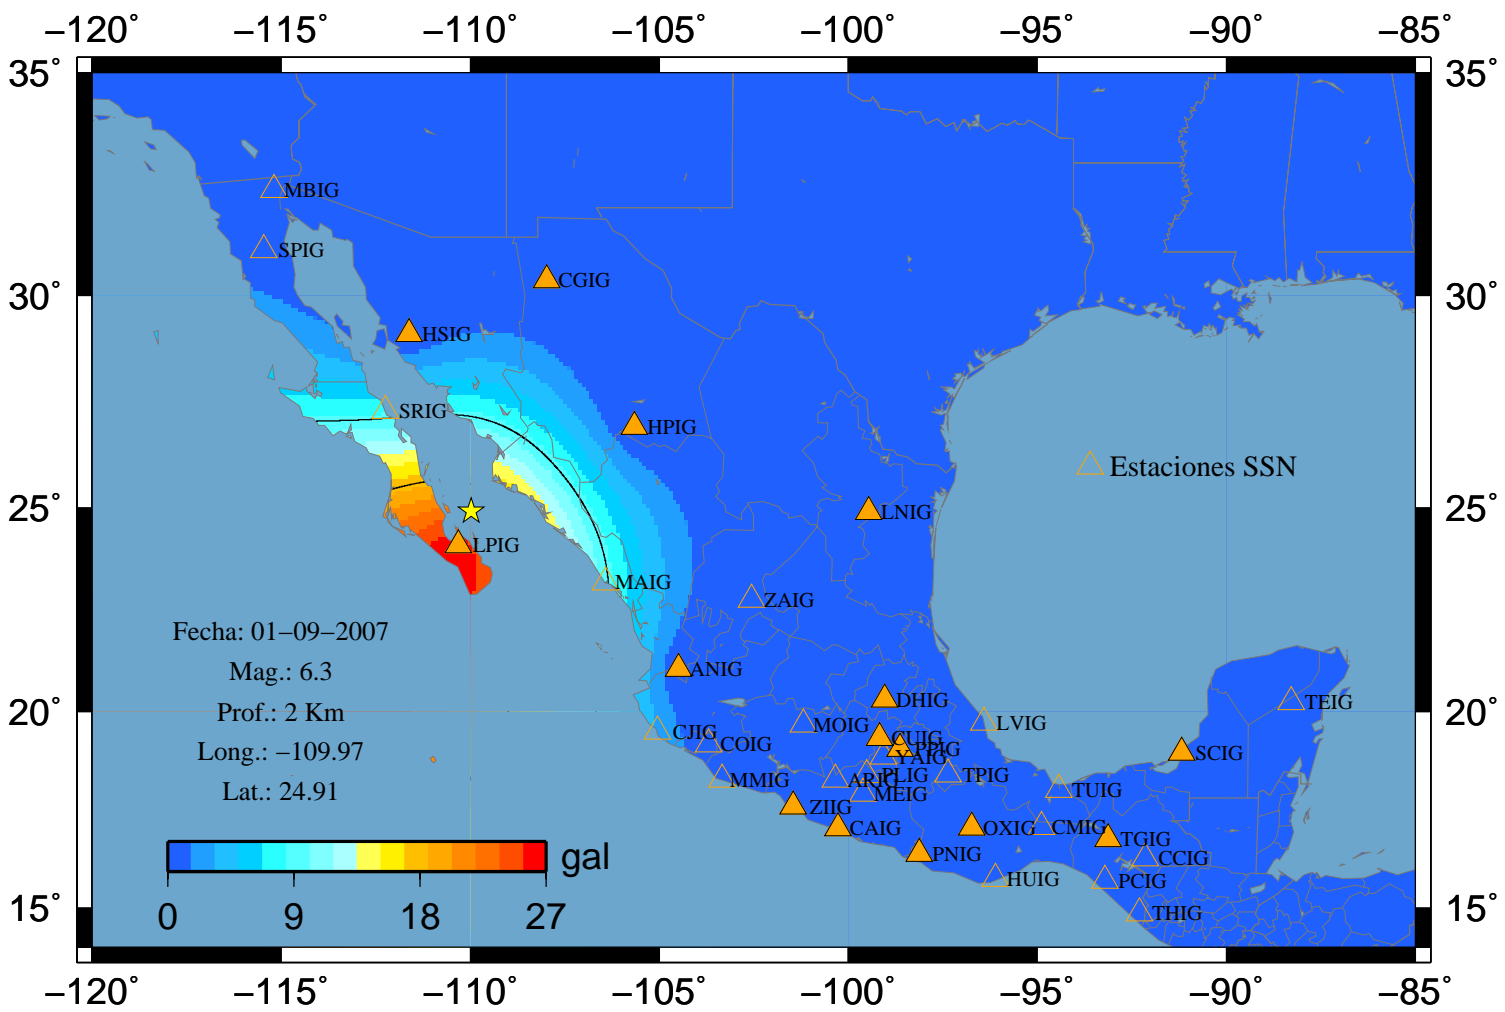 −120° −115° −110° −105° −100° −95° −90° −85°
35° 35°
MBIG
SPIG
CGIG
30° 30°
HSIG
SRIG
HPIG
Estaciones SSN
25° LNIG 25°
LPIG
MAIG
ZAIG
Fecha: 01−09−2007
Mag.: 6.3
ANIG
DHIG
TEIG
Prof.: 2 Km
20° 20°
MOIG
LVIG
CJIG
CUIG
COIG
PPIG
Long.: −109.97
SCIG
YAIG
MMIG
ARIG
PLIG
TPIG
Lat.: 24.91
MEIG
TUIG
ZIIG
CAIG
OXIG
CMIG
TGIG
PNIG
CCIG
gal
HUIG
PCIG
15° 15°
THIG
0 9 18 27
−120° −115° −110° −105° −100° −95° −90° −85°